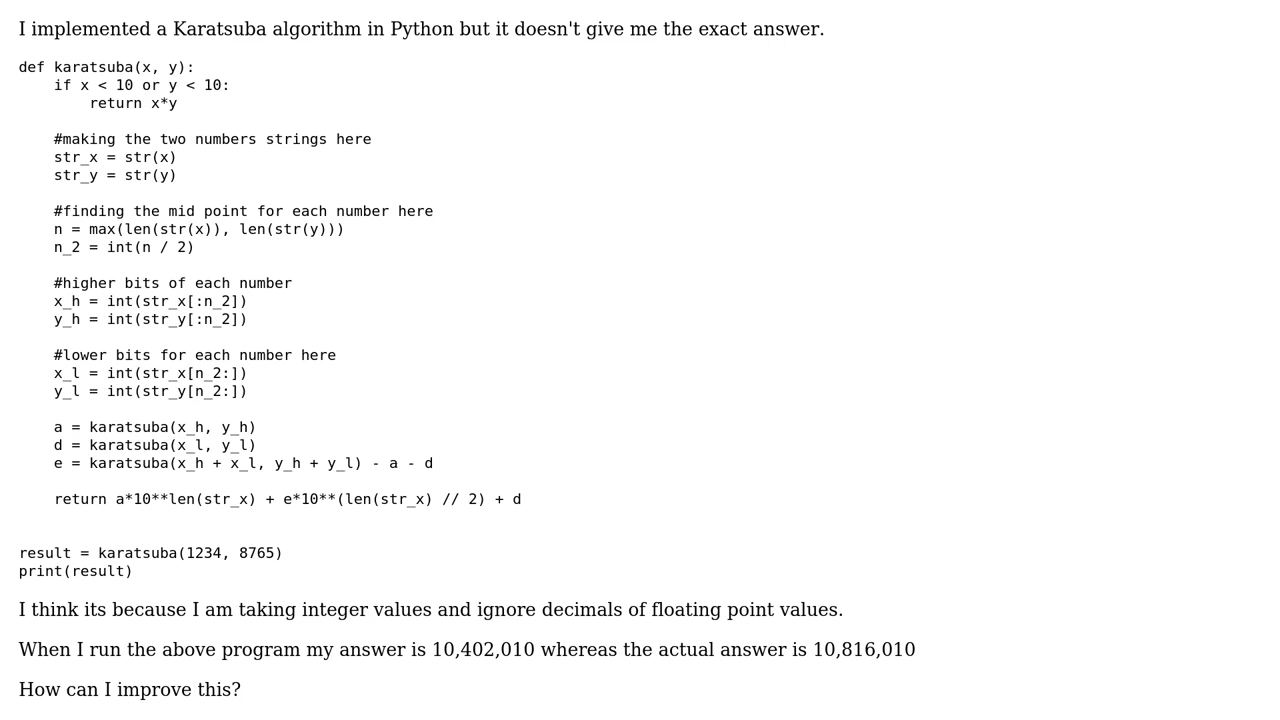 I implemented a Karatsuba algorithm in Python but it doesn't give me the exact answer.
def karatsuba(x, y):
    if x < 10 or y < 10:
        return x*y

    #making the two numbers strings here
    str_x = str(x)
    str_y = str(y)

    #finding the mid point for each number here
    n = max(len(str(x)), len(str(y)))
    n_2 = int(n / 2)

    #higher bits of each number
    x_h = int(str_x[:n_2])
    y_h = int(str_y[:n_2])

    #lower bits for each number here
    x_l = int(str_x[n_2:])
    y_l = int(str_y[n_2:])

    a = karatsuba(x_h, y_h)
    d = karatsuba(x_l, y_l)
    e = karatsuba(x_h + x_l, y_h + y_l) - a - d

    return a*10**len(str_x) + e*10**(len(str_x) // 2) + d


result = karatsuba(1234, 8765)
print(result)
I think its because I am taking integer values and ignore decimals of floating point values.
When I run the above program my answer is 10,402,010 whereas the actual answer is 10,816,010
How can I improve this?